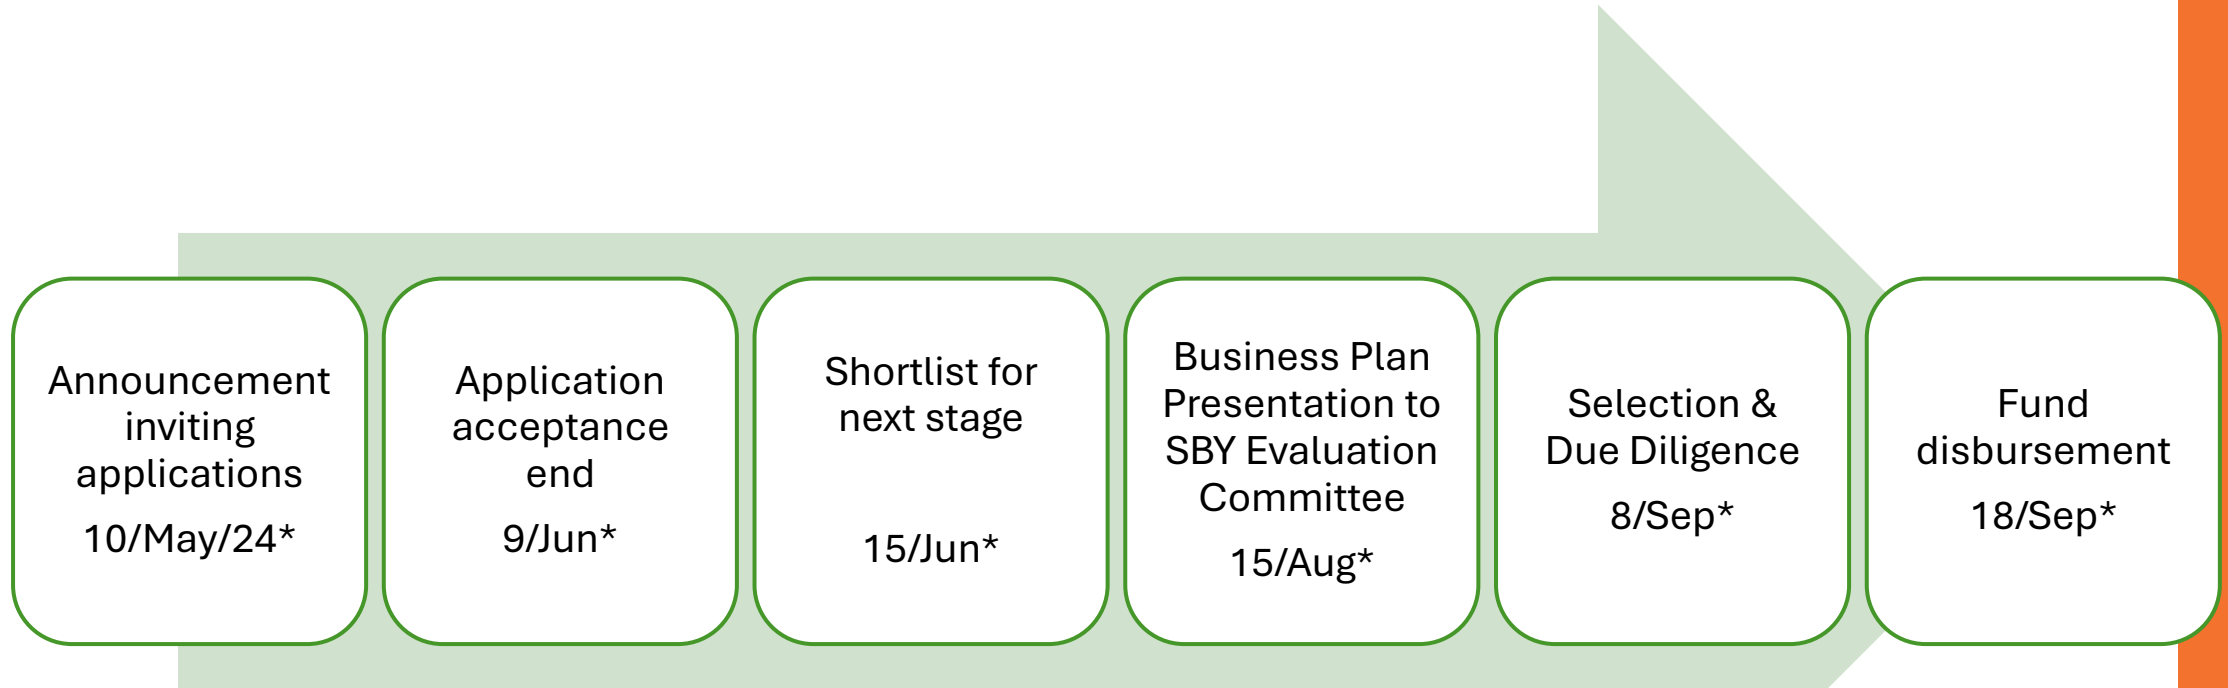 Announcement
inviting
applications
10/May/24*
Application
acceptance
end
9/Jun*
Shortlist for
next stage
15/Jun*
Business Plan
Presentation to
SBY Evaluation
Committee
15/Aug*
Selection &
Due Diligence
8/Sep*
Fund
disbursement
18/Sep*